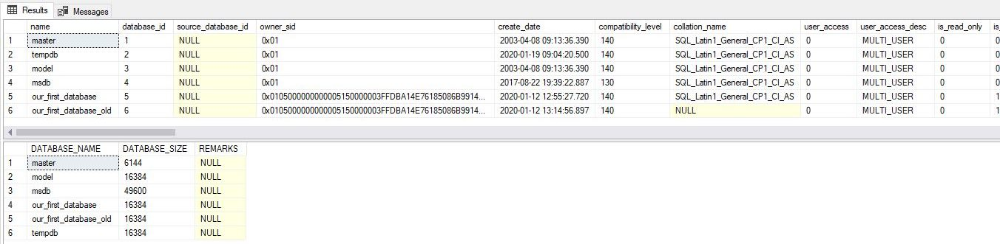 Results Messages
name database_id source_database_id owner_sid create_date compatibility_level collation_name user_access user_access_desc is_read_only is_
1 master 1 NULL 0x01 2003-04-08 09:13:36.390 140 SQL_Latin1_General_CP1_CI_AS 0 MULTI_USER 0 0
2 tempdb 2 NULL 0x01 2020-01-19 09:04:20.500 140 SQL_Latin1_General_CP1_CI_AS 0 MULTI_USER 0 0
3 model 3 NULL 0x01 2003-04-08 09:13:36.390 140 SQL_Latin1_General_CP1_CI_AS 0 MULTI_USER 0 0
4 msdb 4 NULL 0x01 2017-08-22 19:39:22.887 130 SQL_Latin1_General_CP1_CI_AS 0 MULTI_USER 0 0
5 our_first_database 5 NULL 0x0105000000000005150000003FFDBA14E76185086B9914... 2020-01-12 12:55:27.720 140 SQL_Latin1_General_CP1_CI_AS 0 MULTI_USER 0 1
6 our_first_database_old 6 NULL 0x0105000000000005150000003FFDBA14E76185086B9914... 2020-01-12 13:14:56.897 140 NULL 0 MULTI_USER 0 1
DATABASE_NAME DATABASE_SIZE REMARKS
1 master 6144 NULL
2 model 16384 NULL
3 msdb 49600 NULL
4 our_first_database 16384 NULL
5 our_first_database_old 16384 NULL
6 tempdb 16384 NULL